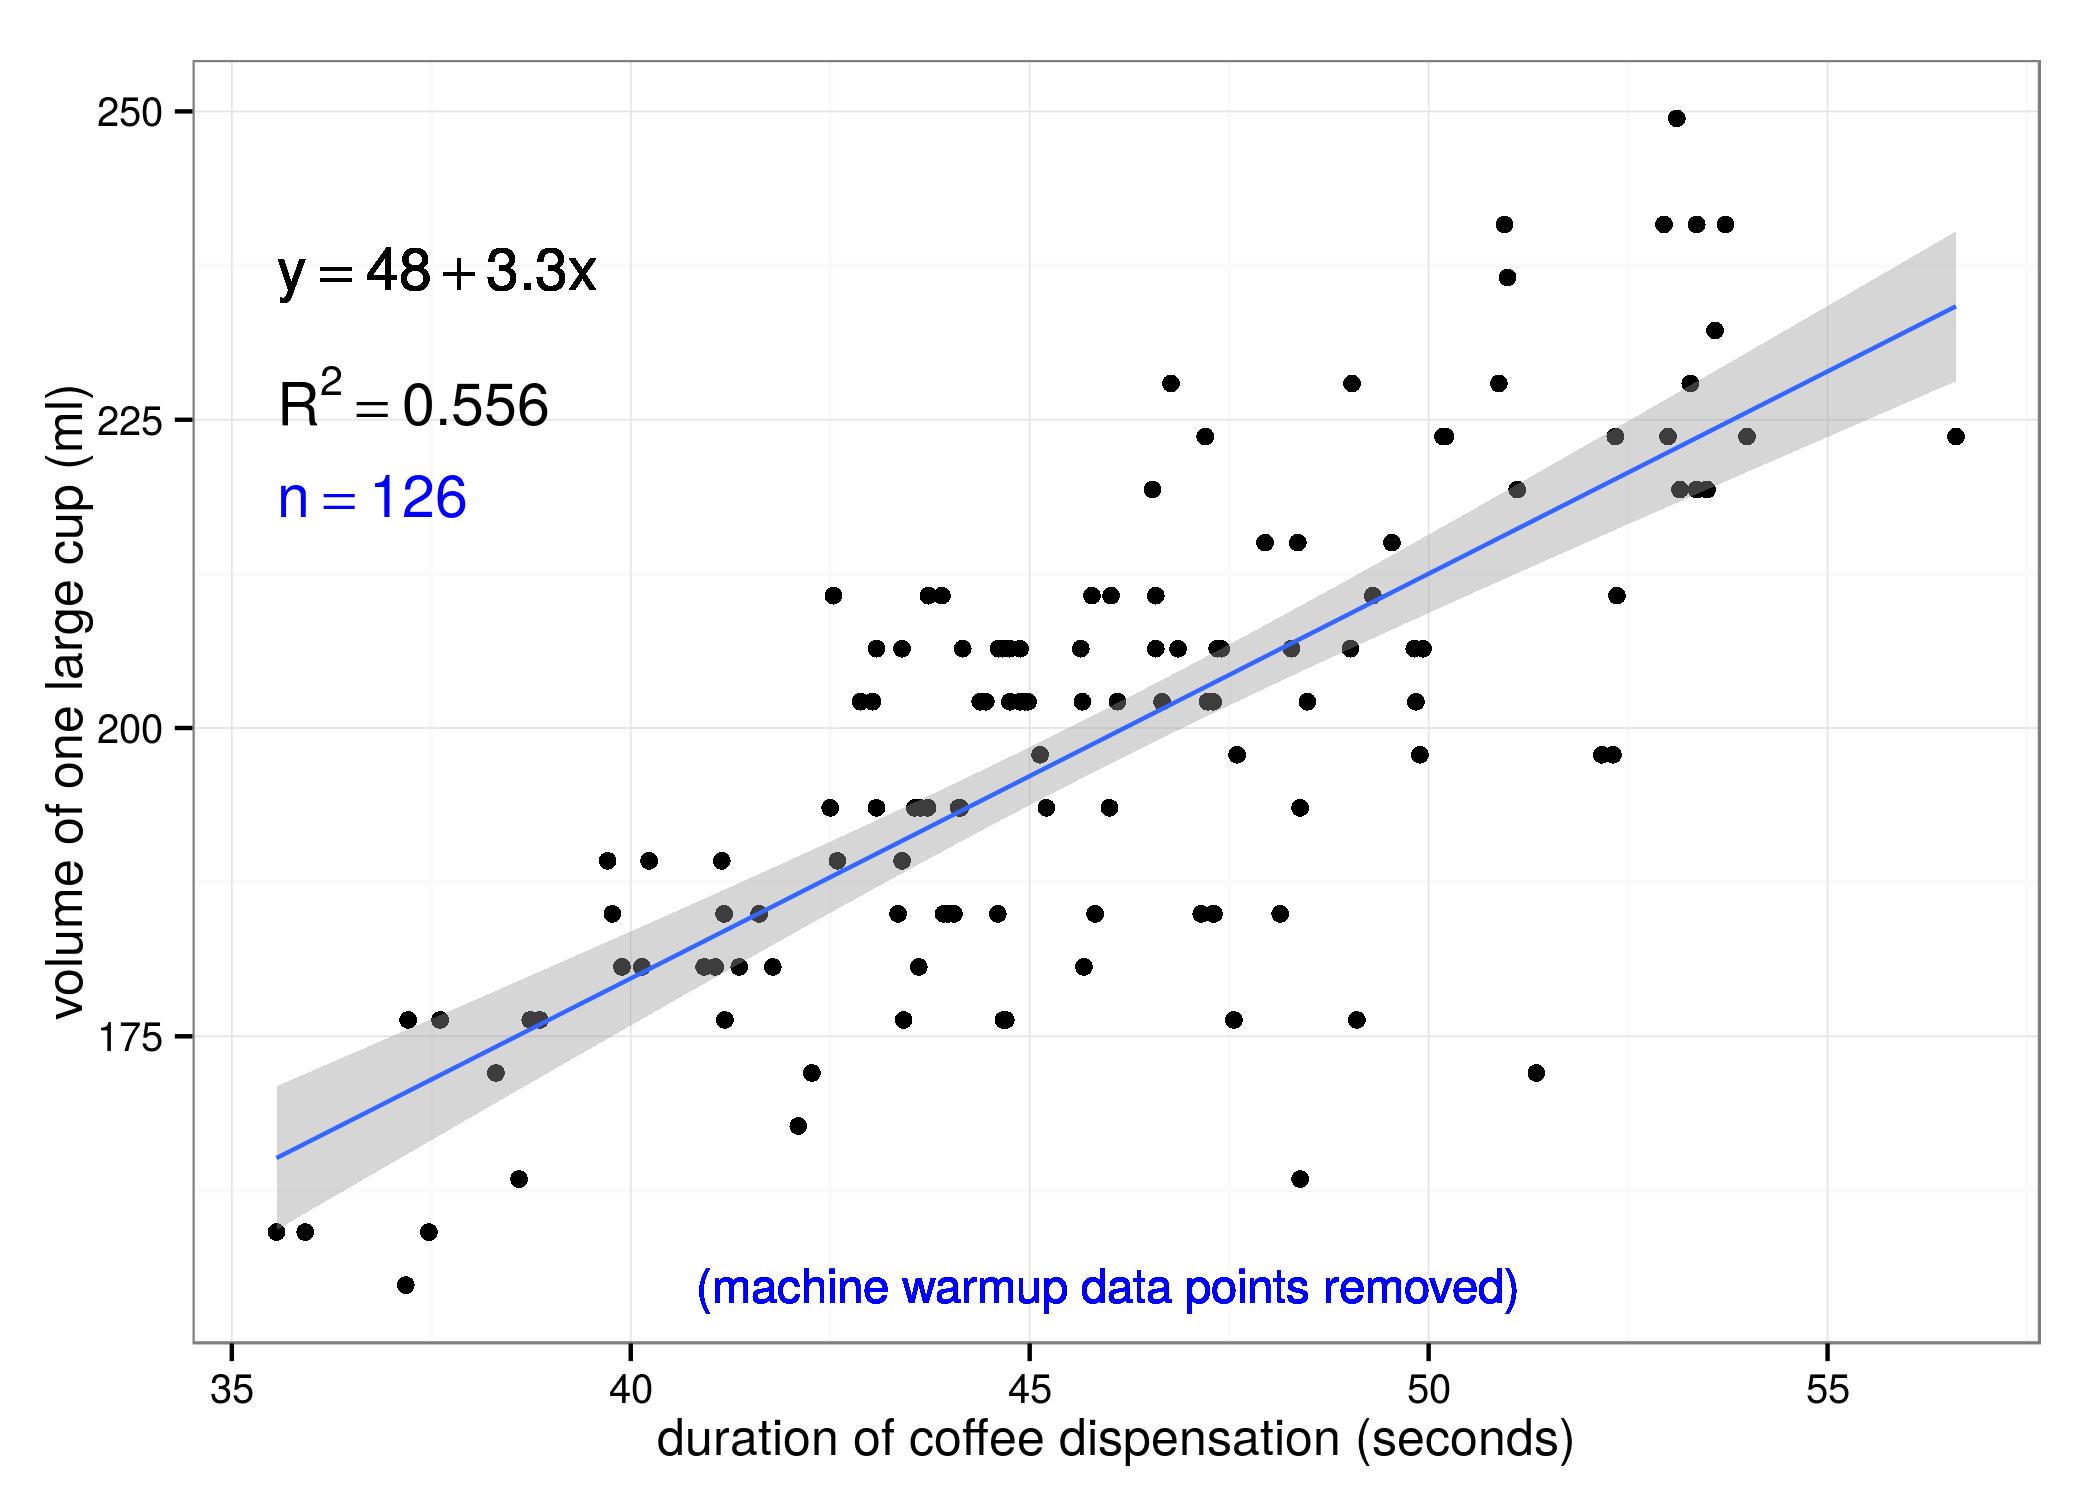 250
y = 48 + 3.3x
R² = 0.556
225
n = 126
volume of one large cup (ml)
200
175
(machine warmup data points removed)
35 40 45 50 55
duration of coffee dispensation (seconds)